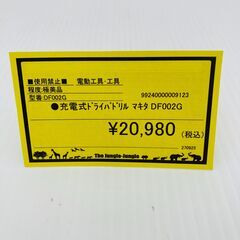 ■使用禁止■ 電動工具・工具
程度:極美品 99240000009123
型番:DF002G
●充電式ドライバドリル マキタ DF002G
¥20,980 (税込)
270923
The Jungle-Jungle